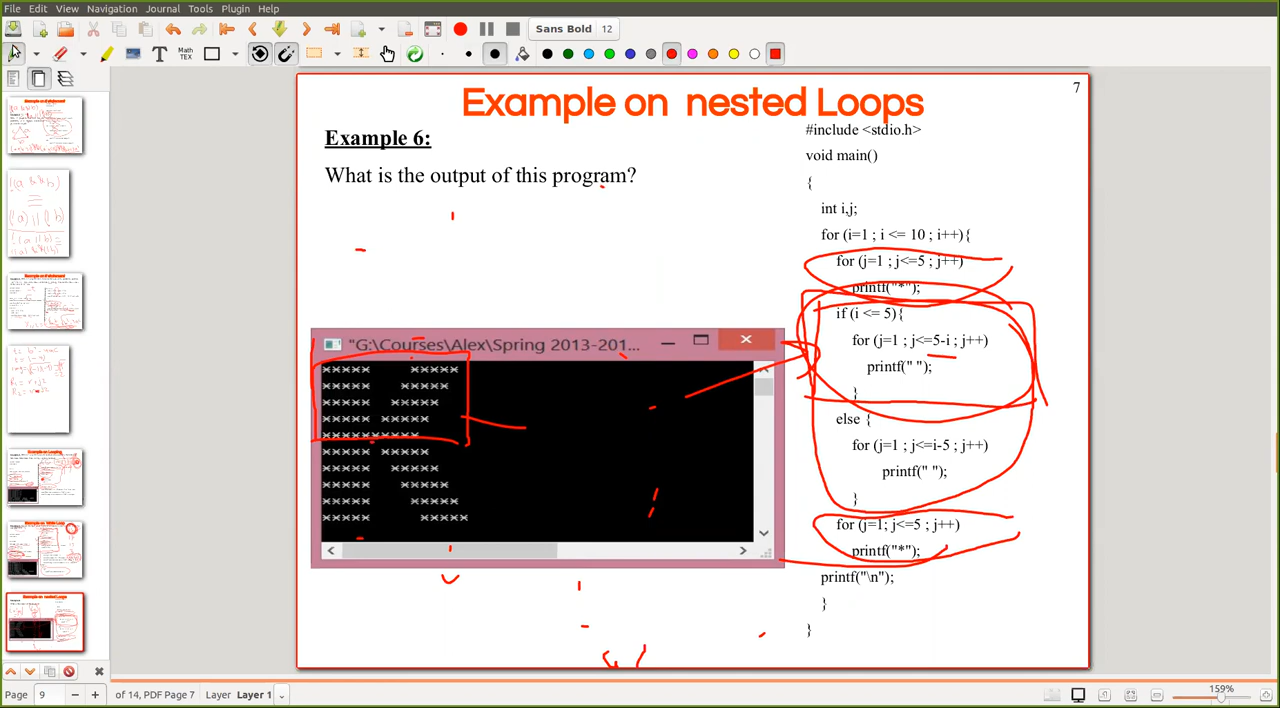 File Edit View Navigation Journal Tools Plugin Help
Sans Bold 12
Math TEX
7
Example on nested Loops
Example 6:
What is the output of this program?
#include <stdio.h>
void main()
{
int i,j;
for (i=1 ; i <= 10 ; i++){
for (j=1 ; j<=5 ; j++)
printf("*");
if (i <= 5){
for (j=1 ; j<=5-i ; j++)
printf(" ");
}
else {
for (j=1 ; j<=i-5 ; j++)
printf(" ");
}
for (j=1; j<=5 ; j++)
printf("*");
printf("\n");
}
}
"G:\Courses\Alex\Spring 2013-201...
*****    *****
*****   *****
*****  *****
***** *****
**********
***** *****
*****  *****
*****   *****
*****    *****
*****     *****
Page 9 of 14, PDF Page 7 Layer Layer 1
159%